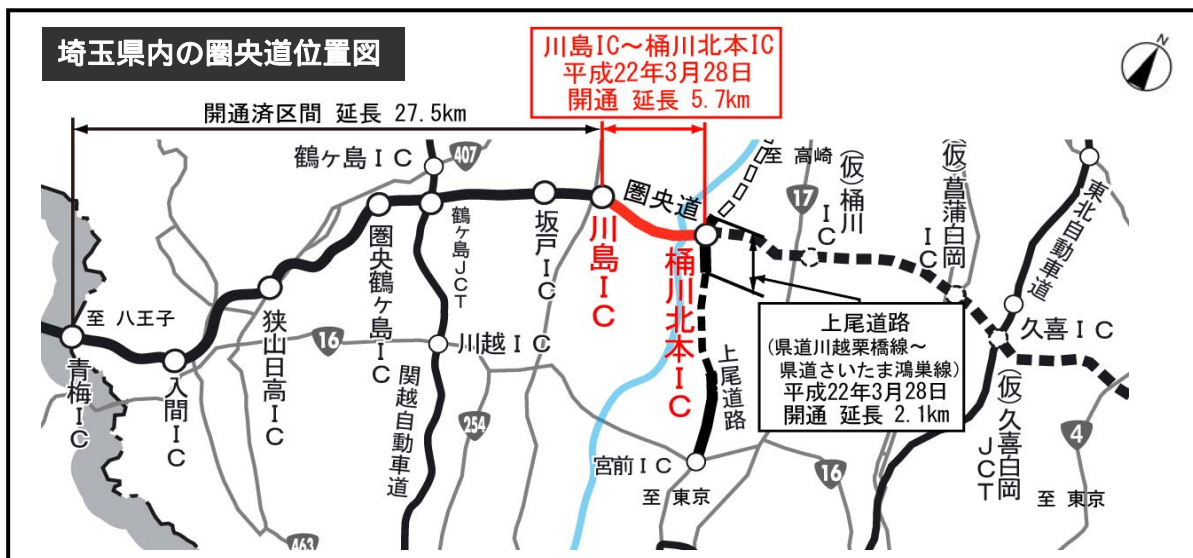 埼玉県内の圏央道位置図
川島IC～桶川北本IC
平成22年3月28日
開通 延長 5.7km
N
開通済区間 延長 27.5km
鶴ヶ島IC
407
至 高崎
17
(仮)桶川
IC
(仮)菖蒲白岡
IC
東北自動車道
圏央道
至 八王子
青梅IC
入間IC
狭山日高IC
圏央鶴ヶ島IC
鶴ヶ島JCT
坂戸IC
川島IC
桶川北本IC
16
川越IC
関越自動車道
254
463
上尾道路
宮前IC
至 東京
上尾道路
(県道川越栗橋線～
県道さいたま鴻巣線)
平成22年3月28日
開通 延長 2.1km
久喜IC
(仮)久喜白岡
JCT
16
4
至 東京